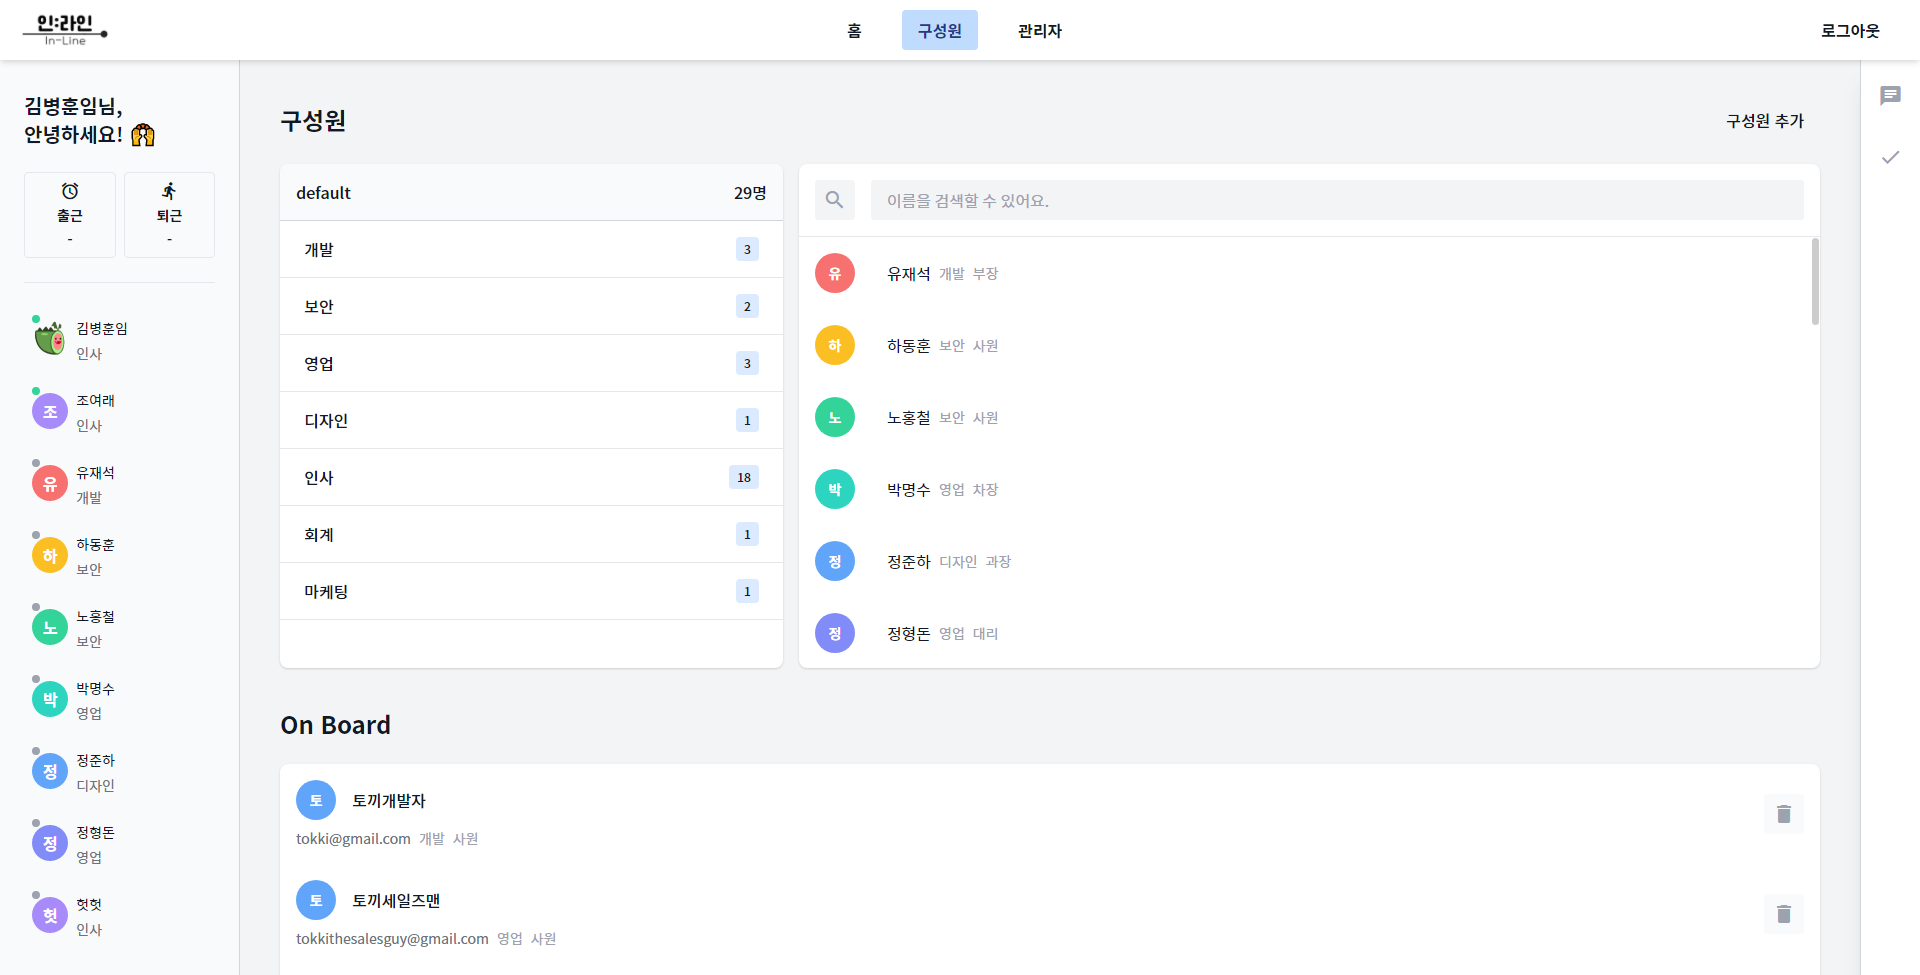 인:라인
In-Line
홈
구성원
관리자
로그아웃
김병훈임님,
안녕하세요! 🙌
출근
-
퇴근
-
김병훈임
인사
조
조여래
인사
유
유재석
개발
하
하동훈
보안
노
노홍철
보안
박
박명수
영업
정
정준하
디자인
정
정형돈
영업
헛
헛헛
인사
구성원
구성원 추가
default 29명
개발 3
보안 2
영업 3
디자인 1
인사 18
회계 1
마케팅 1
이름을 검색할 수 있어요.
유 유재석 개발 부장
하 하동훈 보안 사원
노 노홍철 보안 사원
박 박명수 영업 차장
정 정준하 디자인 과장
정 정형돈 영업 대리
On Board
토 토끼개발자
tokki@gmail.com 개발 사원
토 토끼세일즈맨
tokkithesalesguy@gmail.com 영업 사원